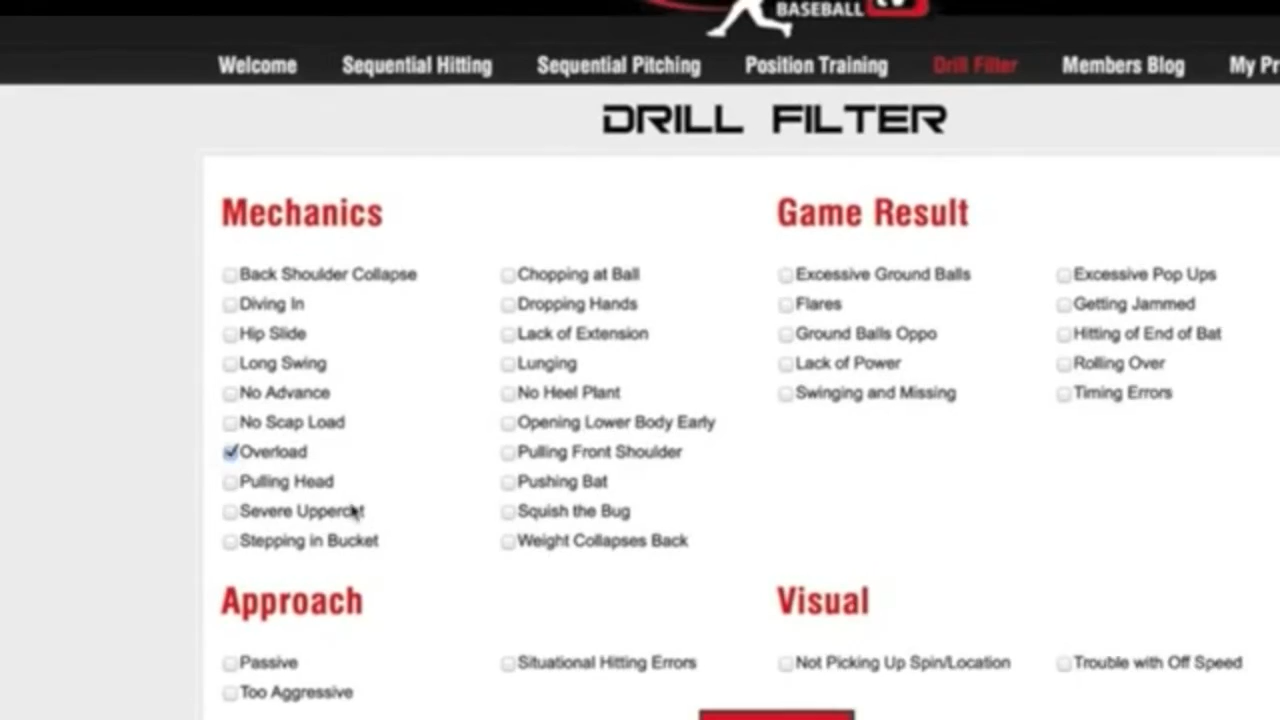 BASEBALL tv
Welcome Sequential Hitting Sequential Pitching Position Training Drill Filter Members Blog My Pr
DRILL FILTER
Mechanics
Back Shoulder Collapse
Diving In
Hip Slide
Long Swing
No Advance
No Scap Load
Overload
Pulling Head
Severe Uppercut
Stepping in Bucket
Chopping at Ball
Dropping Hands
Lack of Extension
Lunging
No Heel Plant
Opening Lower Body Early
Pulling Front Shoulder
Pushing Bat
Squish the Bug
Weight Collapses Back
Game Result
Excessive Ground Balls
Flares
Ground Balls Oppo
Lack of Power
Swinging and Missing
Excessive Pop Ups
Getting Jammed
Hitting of End of Bat
Rolling Over
Timing Errors
Approach
Passive
Too Aggressive
Situational Hitting Errors
Visual
Not Picking Up Spin/Location
Trouble with Off Speed